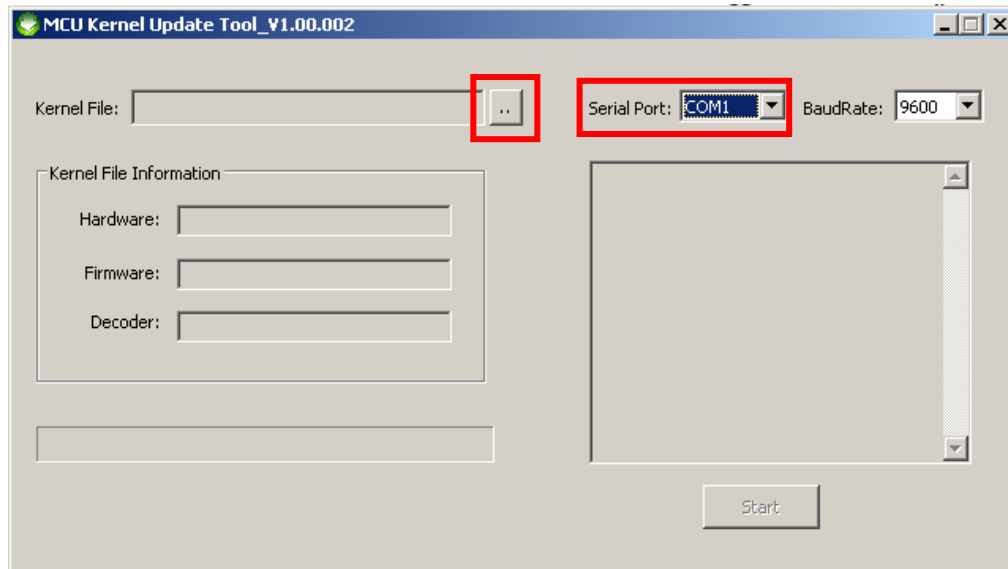 MCU Kernel Update Tool_V1.00.002
Kernel File: .. Serial Port: COM1 BaudRate: 9600
Kernel File Information
Hardware:
Firmware:
Decoder:
Start